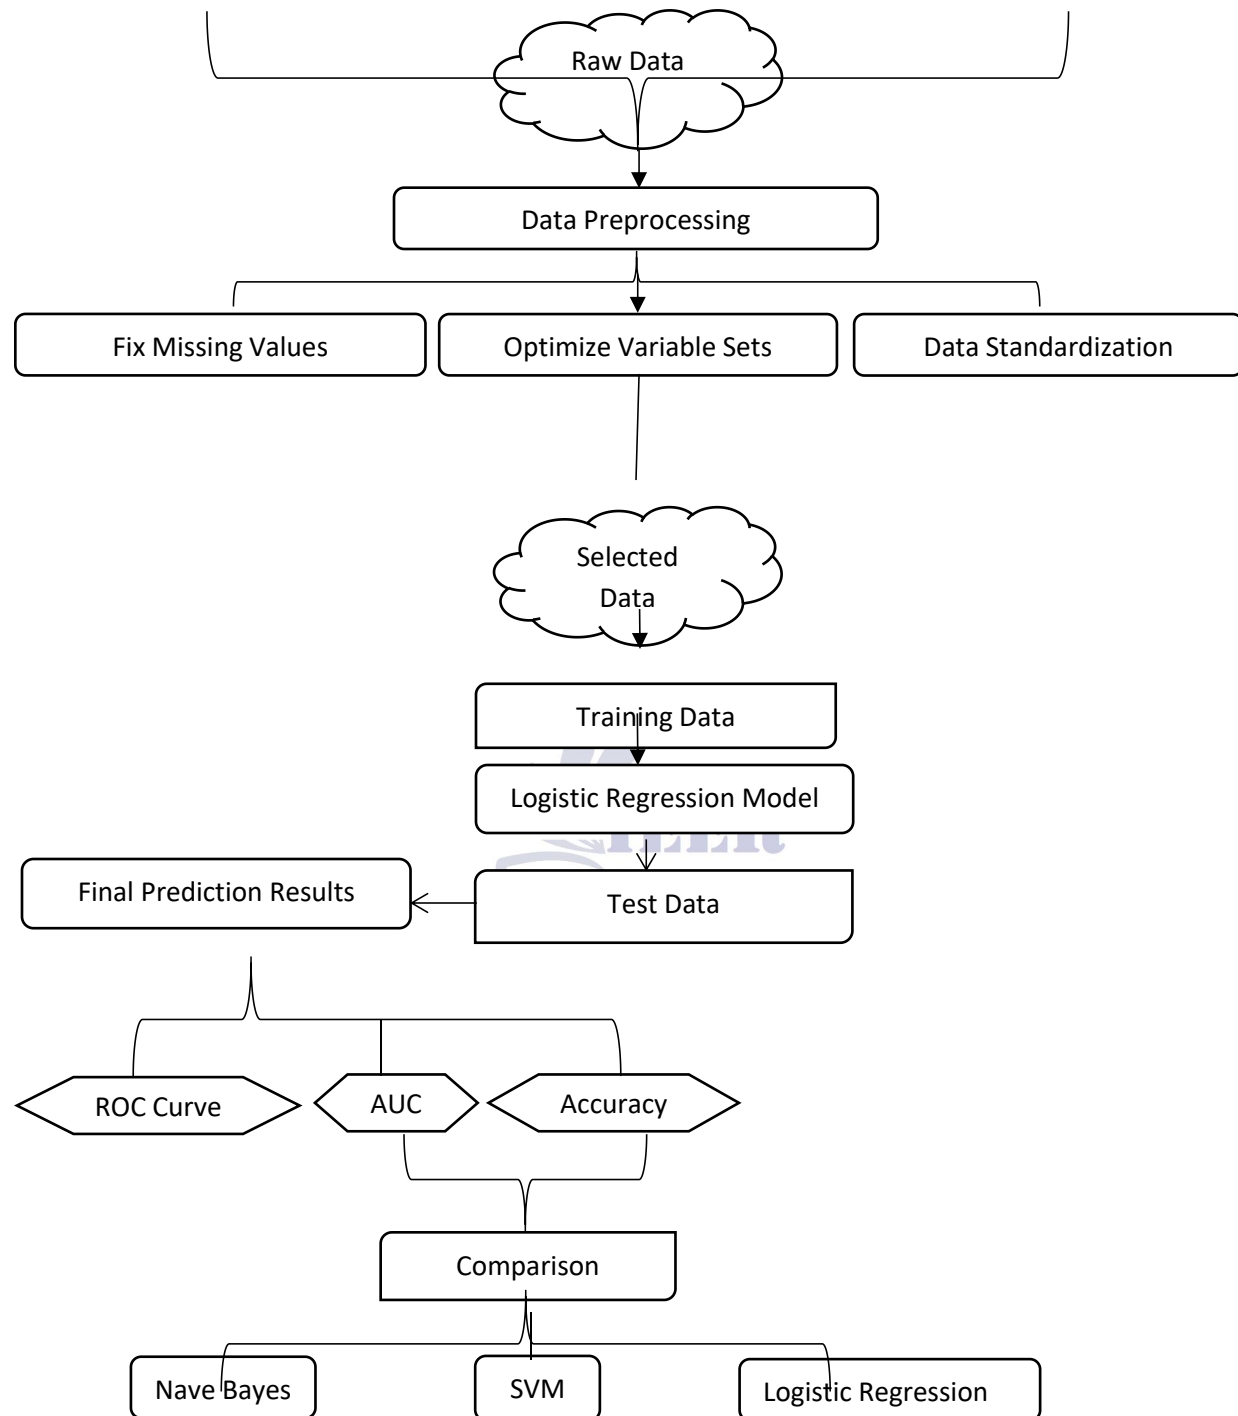 Raw Data
Data Preprocessing
Fix Missing Values
Optimize Variable Sets
Data Standardization
Selected
Data
Training Data
Logistic Regression Model
Final Prediction Results
Test Data
ROC Curve
AUC
Accuracy
Comparison
Nave Bayes
SVM
Logistic Regression